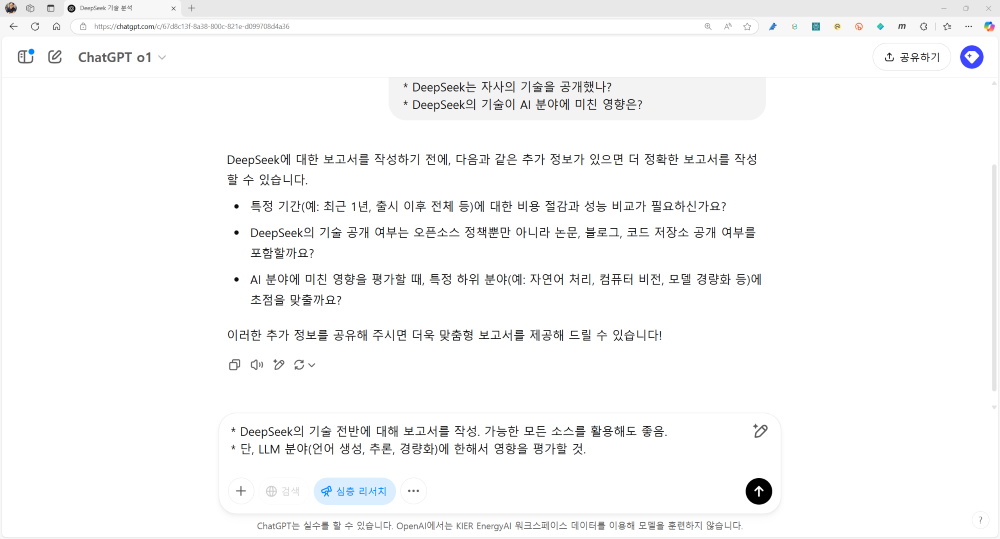 DeepSeek 기술 분석
https://chatgpt.com/c/67d8c13f-8a38-800c-821e-d099708d4a36
ChatGPT o1
공유하기
* DeepSeek는 자사의 기술을 공개했나?
* DeepSeek의 기술이 AI 분야에 미친 영향은?
DeepSeek에 대한 보고서를 작성하기 전에, 다음과 같은 추가 정보가 있으면 더 정확한 보고서를 작성
할 수 있습니다.
• 특정 기간(예: 최근 1년, 출시 이후 전체 등)에 대한 비용 절감과 성능 비교가 필요하신가요?
• DeepSeek의 기술 공개 여부는 오픈소스 정책뿐만 아니라 논문, 블로그, 코드 저장소 공개 여부를
포함할까요?
• AI 분야에 미친 영향을 평가할 때, 특정 하위 분야(예: 자연어 처리, 컴퓨터 비전, 모델 경량화 등)에
초점을 맞출까요?
이러한 추가 정보를 공유해 주시면 더욱 맞춤형 보고서를 제공해 드릴 수 있습니다!
* DeepSeek의 기술 전반에 대해 보고서를 작성. 가능한 모든 소스를 활용해도 좋음.
* 단, LLM 분야(언어 생성, 추론, 경량화)에 한해서 영향을 평가할 것.
검색
심층 리서치
ChatGPT는 실수를 할 수 있습니다. OpenAI에서는 KIER EnergyAI 워크스페이스 데이터를 이용해 모델을 훈련하지 않습니다.
?